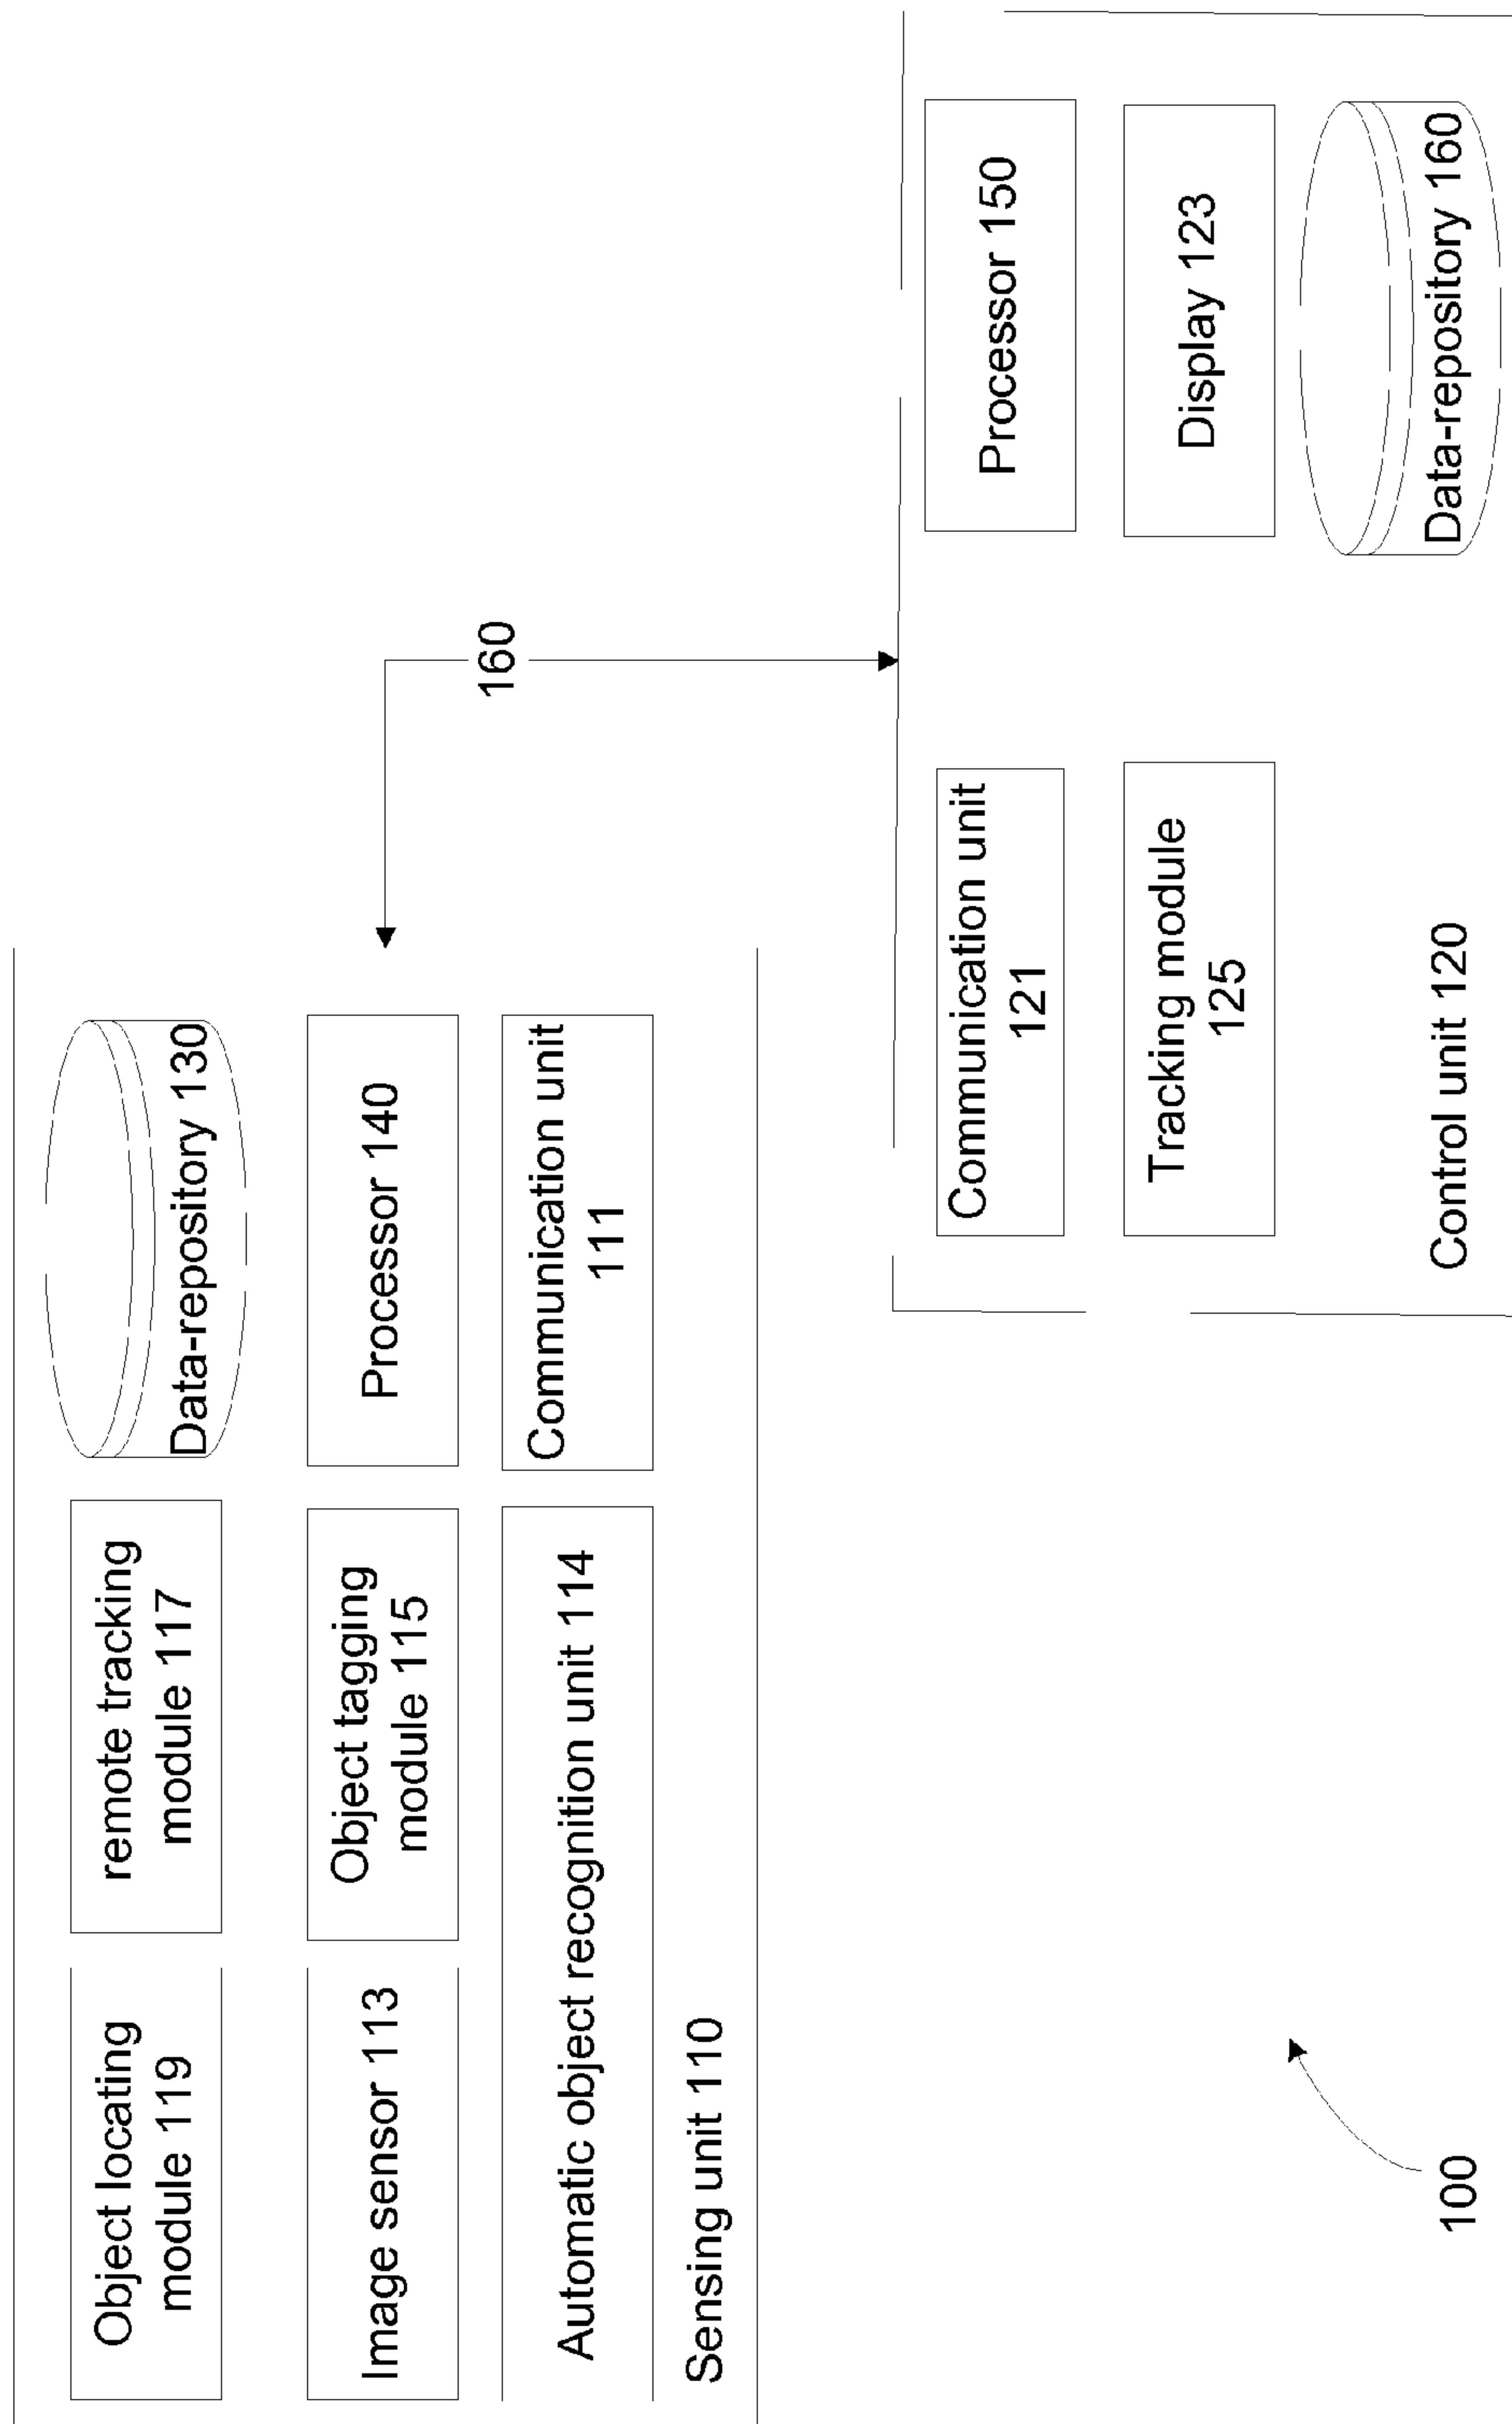 Object locating
module 119
remote tracking
module 117
Data-repository 130
Image sensor 113
Object tagging
module 115
Processor 140
Automatic object recognition unit 114
Communication unit
111
Sensing unit 110
160
Communication unit
121
Processor 150
Tracking module
125
Display 123
Control unit 120
Data-repository 160
100